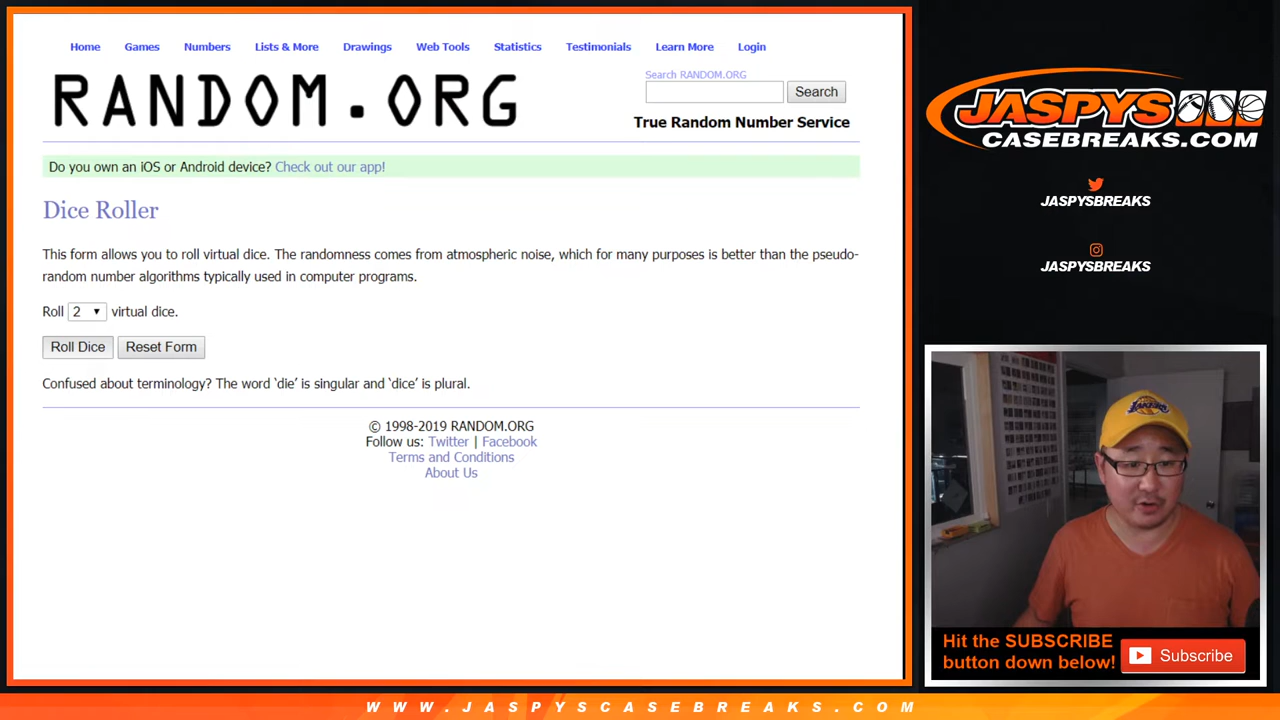 Home Games Numbers Lists & More Drawings Web Tools Statistics Testimonials Learn More Login
RANDOM.ORG
Search RANDOM.ORG
Search
True Random Number Service
Do you own an iOS or Android device? Check out our app!
Dice Roller
This form allows you to roll virtual dice. The randomness comes from atmospheric noise, which for many purposes is better than the pseudo-
random number algorithms typically used in computer programs.
Roll 2 virtual dice.
Roll Dice Reset Form
Confused about terminology? The word ‘die’ is singular and ‘dice’ is plural.
© 1998-2019 RANDOM.ORG
Follow us: Twitter | Facebook
Terms and Conditions
About Us
JASPYS
CASEBREAKS.COM
JASPYSBREAKS
JASPYSBREAKS
LAKERS
Hit the SUBSCRIBE
button down below!
Subscribe
WWW.JASPYSCASEBREAKS.COM